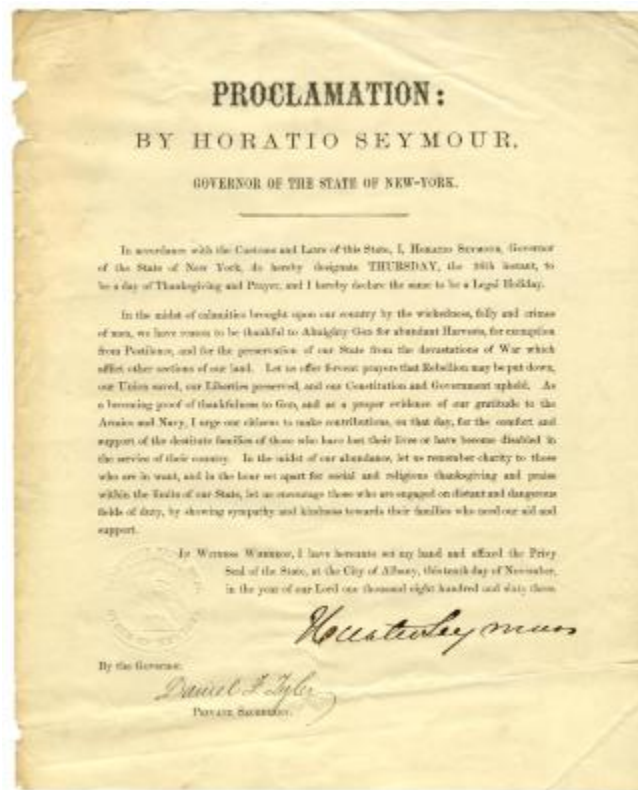 PROCLAMATION:
BY HORATIO SEYMOUR,
GOVERNOR OF THE STATE OF NEW-YORK.
In accordance with the Customs and Laws of this State, I, HORATIO SEYMOUR, Governor
of the State of New York, do hereby designate THURSDAY, the 26th instant, to
be a day of Thanksgiving and Prayer, and I hereby declare the same to be a Legal Holiday.
In the midst of calamities brought upon our country by the wickedness, folly and crimes
of men, we have reason to be thankful to Almighty GOD for abundant Harvests, for exemption
from Pestilence, and for the preservation of our State from the devastations of War which
afflict other sections of our land. Let us offer fervent prayers that Rebellion may be put down,
our Union saved, our Liberties preserved, and our Constitution and Government upheld. As
a becoming proof of thankfulness to GOD, and as a proper evidence of our gratitude to the
Armies and Navy, I urge our citizens to make contributions, on that day, for the comfort and
support of the destitute families of those who have lost their lives or have become disabled in
the service of their country. In the midst of our abundance, let us remember charity to those
who are in want, and in the hour set apart for social and religious thanksgiving and praise
within the limits of our State, let us encourage those who are engaged on distant and dangerous
fields of duty, by showing sympathy and kindness towards their families who need our aid and
support.
IN WITNESS WHEREOF, I have hereunto set my hand and affixed the Privy
Seal of the State, at the City of Albany, this tenth day of November,
in the year of our Lord one thousand eight hundred and sixty three.
Horatio Seymour
By the Governor.
Daniel F. Tyler
PRIVATE SECRETARY.